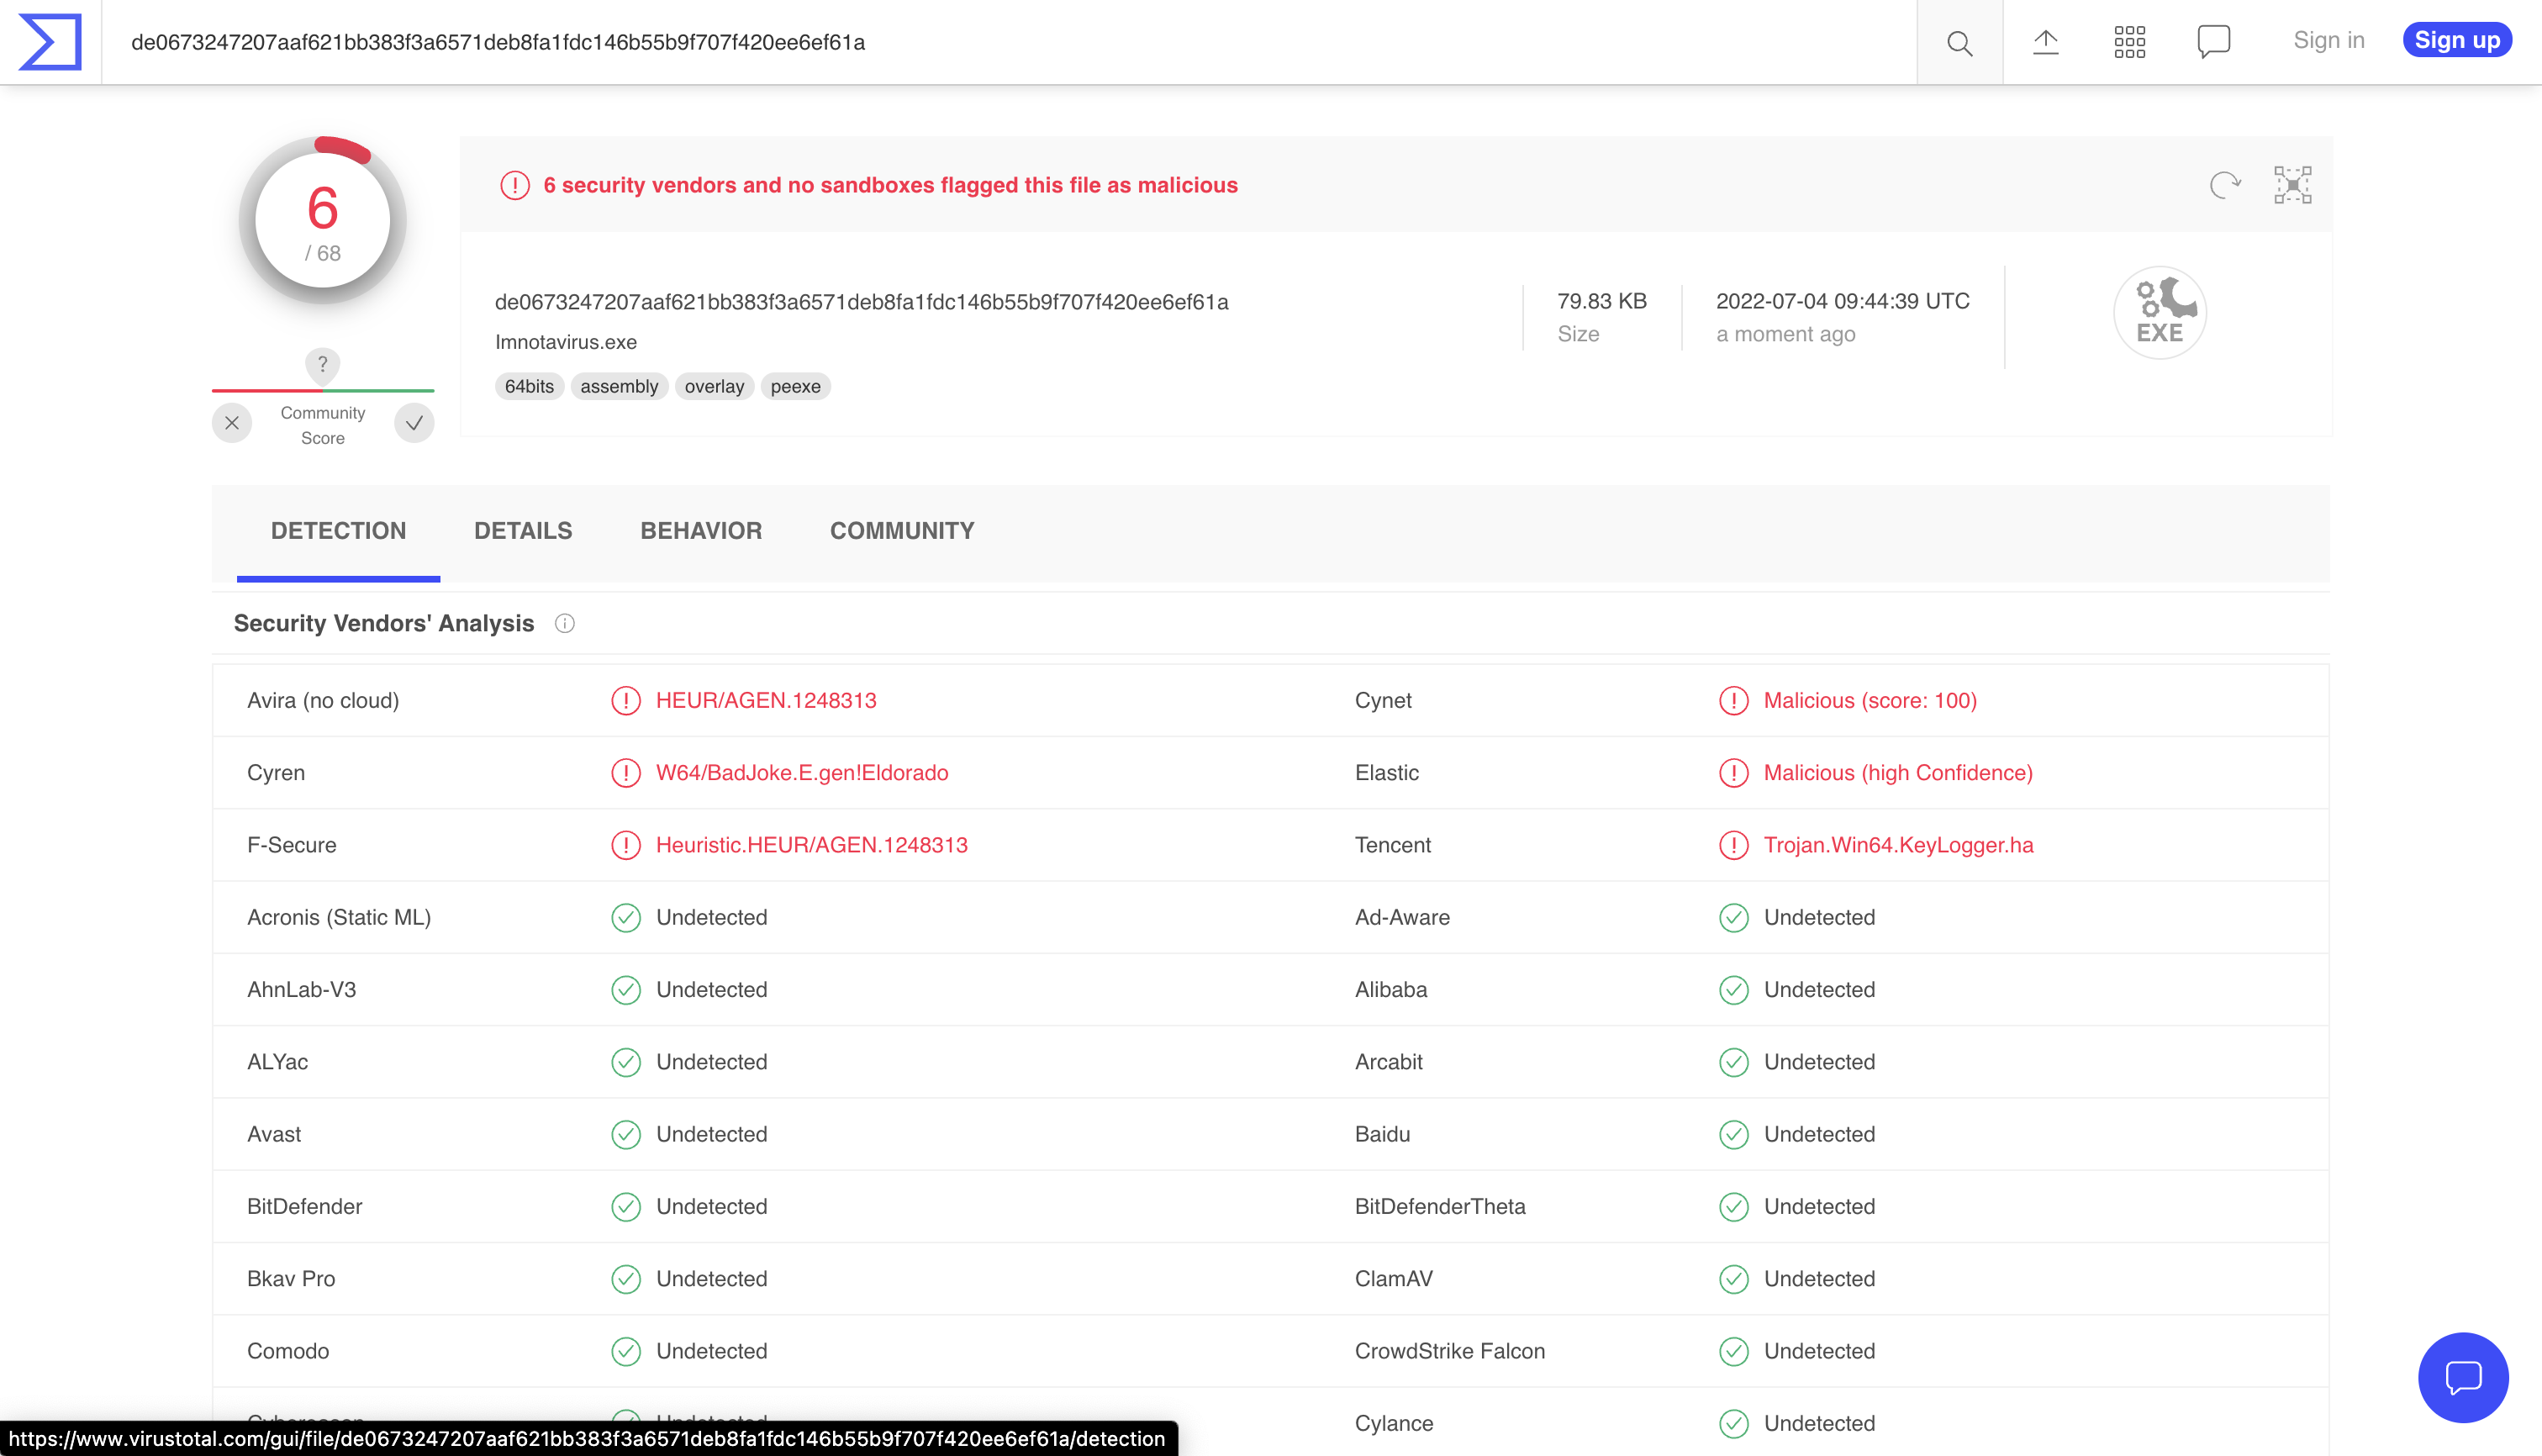 de0673247207aaf621bb383f3a6571deb8fa1fdc146b55b9f707f420ee6ef61a
Sign in
Sign up
6
/ 68
?
Community
Score
6 security vendors and no sandboxes flagged this file as malicious
de0673247207aaf621bb383f3a6571deb8fa1fdc146b55b9f707f420ee6ef61a
Imnotavirus.exe
64bits assembly overlay peexe
79.83 KB
Size
2022-07-04 09:44:39 UTC
a moment ago
EXE
DETECTION DETAILS BEHAVIOR COMMUNITY
Security Vendors' Analysis
Avira (no cloud) HEUR/AGEN.1248313 Cynet Malicious (score: 100)
Cyren W64/BadJoke.E.gen!Eldorado Elastic Malicious (high Confidence)
F-Secure Heuristic.HEUR/AGEN.1248313 Tencent Trojan.Win64.KeyLogger.ha
Acronis (Static ML) Undetected Ad-Aware Undetected
AhnLab-V3 Undetected Alibaba Undetected
ALYac Undetected Arcabit Undetected
Avast Undetected Baidu Undetected
BitDefender Undetected BitDefenderTheta Undetected
Bkav Pro Undetected ClamAV Undetected
Comodo Undetected CrowdStrike Falcon Undetected
Cybereason Undetected Cylance Undetected
https://www.virustotal.com/gui/file/de0673247207aaf621bb383f3a6571deb8fa1fdc146b55b9f707f420ee6ef61a/detection